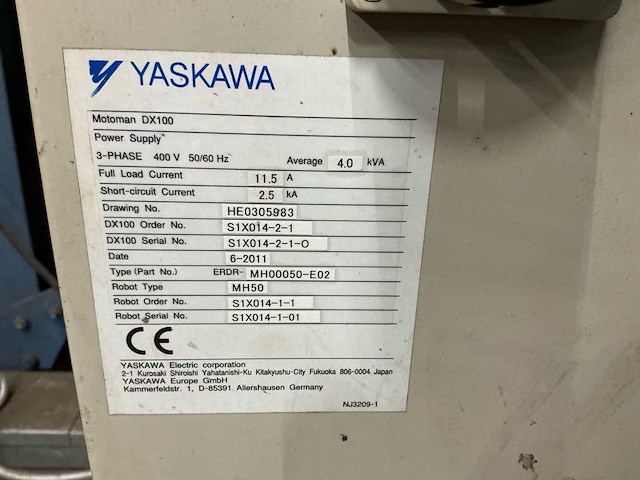 YASKAWA
Motoman DX100
Power Supply
3-PHASE 400 V 50/60 Hz Average 4.0 kVA
Full Load Current 11.5 A
Short-circuit Current 2.5 kA
Drawing No. HE0305983
DX100 Order No. S1X014-2-1
DX100 Serial No. S1X014-2-1-O
Date 6-2011
Type (Part No.) ERDR- MH00050-E02
Robot Type MH50
Robot Order No. S1X014-1-1
Robot Serial No. S1X014-1-01
CE
YASKAWA Electric corporation
2-1 Kurosaki Shiroishi Yahatanishi-Ku Kitakyushu-City Fukuoka 806-0004 Japan
YASKAWA Europe GmbH
Kammerfeldstr. 1, D-85391 Allershausen Germany
NJ3209-1